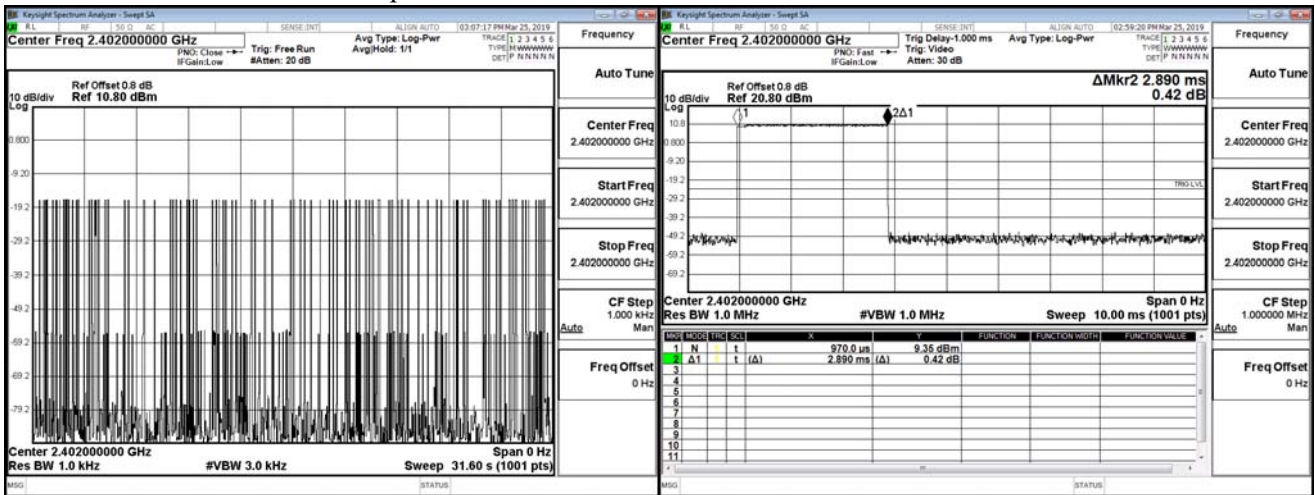 Keysight Spectrum Analyzer - Swept SA
RL RF 50 Ω AC SENSE:INT ALIGN AUTO 03:07:17 PM Mar 25, 2019
Center Freq 2.402000000 GHz
PNO: Close
IFGain:Low
Trig: Free Run
#Atten: 20 dB
Avg Type: Log-Pwr
Avg|Hold: 1/1
TRACE 1 2 3 4 5 6
TYPE M W W W W W
DET P N N N N N
Ref Offset 0.8 dB
10 dB/div Ref 10.80 dBm
Log
0.800
-9.20
-19.2
-29.2
-39.2
-49.2
-59.2
-69.2
-79.2
Center 2.402000000 GHz Span 0 Hz
Res BW 1.0 kHz #VBW 3.0 kHz Sweep 31.60 s (1001 pts)
MSG STATUS
Frequency
Auto Tune
Center Freq
2.402000000 GHz
Start Freq
2.402000000 GHz
Stop Freq
2.402000000 GHz
CF Step
1.000 kHz
Auto Man
Freq Offset
0 Hz
Keysight Spectrum Analyzer - Swept SA
RL RF 50 Ω AC SENSE:INT ALIGN AUTO 02:59:20 PM Mar 25, 2019
Center Freq 2.402000000 GHz
PNO: Fast
IFGain:Low
Trig Delay-1.000 ms
Trig: Video
Atten: 30 dB
Avg Type: Log-Pwr
TRACE 1 2 3 4 5 6
TYPE W W W W W W
DET P N N N N N
ΔMkr2 2.890 ms
0.42 dB
Ref Offset 0.8 dB
10 dB/div Ref 20.80 dBm
Log
1
2Δ1
10.8
0.800
-9.20
-19.2
TRIG LVL
-29.2
-39.2
-49.2
-59.2
-69.2
Center 2.402000000 GHz Span 0 Hz
Res BW 1.0 MHz #VBW 1.0 MHz Sweep 10.00 ms (1001 pts)
MKR MODE TRC SCL X Y FUNCTION FUNCTION WIDTH FUNCTION VALUE
1 N t 970.0 µs 9.35 dBm
2 Δ1 t (Δ) 2.890 ms (Δ) 0.42 dB
3
4
5
6
7
8
9
10
11
MSG STATUS
Frequency
Auto Tune
Center Freq
2.402000000 GHz
Start Freq
2.402000000 GHz
Stop Freq
2.402000000 GHz
CF Step
1.000000 MHz
Auto Man
Freq Offset
0 Hz